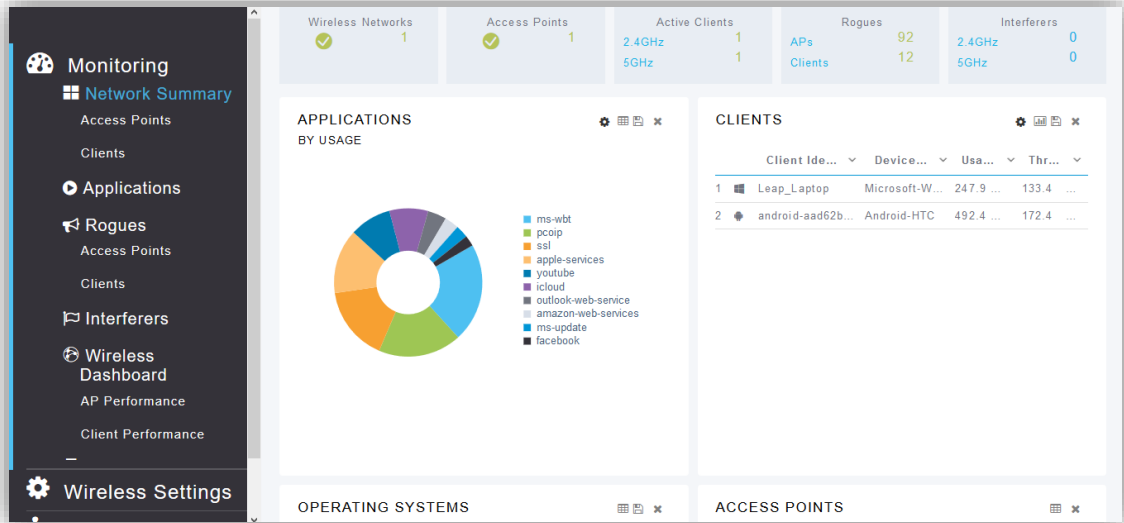 Monitoring
Network Summary
Access Points
Clients
Applications
Rogues
Access Points
Clients
Interferers
Wireless
Dashboard
AP Performance
Client Performance
Wireless Settings
Wireless Networks
1
Access Points
1
Active Clients
2.4GHz 1
5GHz 1
Rogues
APs 92
Clients 12
Interferers
2.4GHz 0
5GHz 0
APPLICATIONS
BY USAGE
ms-wbt
pcoip
ssl
apple-services
youtube
icloud
outlook-web-service
amazon-web-services
ms-update
facebook
CLIENTS
Client Ide... Device... Usa... Thr...
1 Leap_Laptop Microsoft-W... 247.9 ... 133.4 ...
2 android-aad62b... Android-HTC 492.4 ... 172.4 ...
OPERATING SYSTEMS
ACCESS POINTS